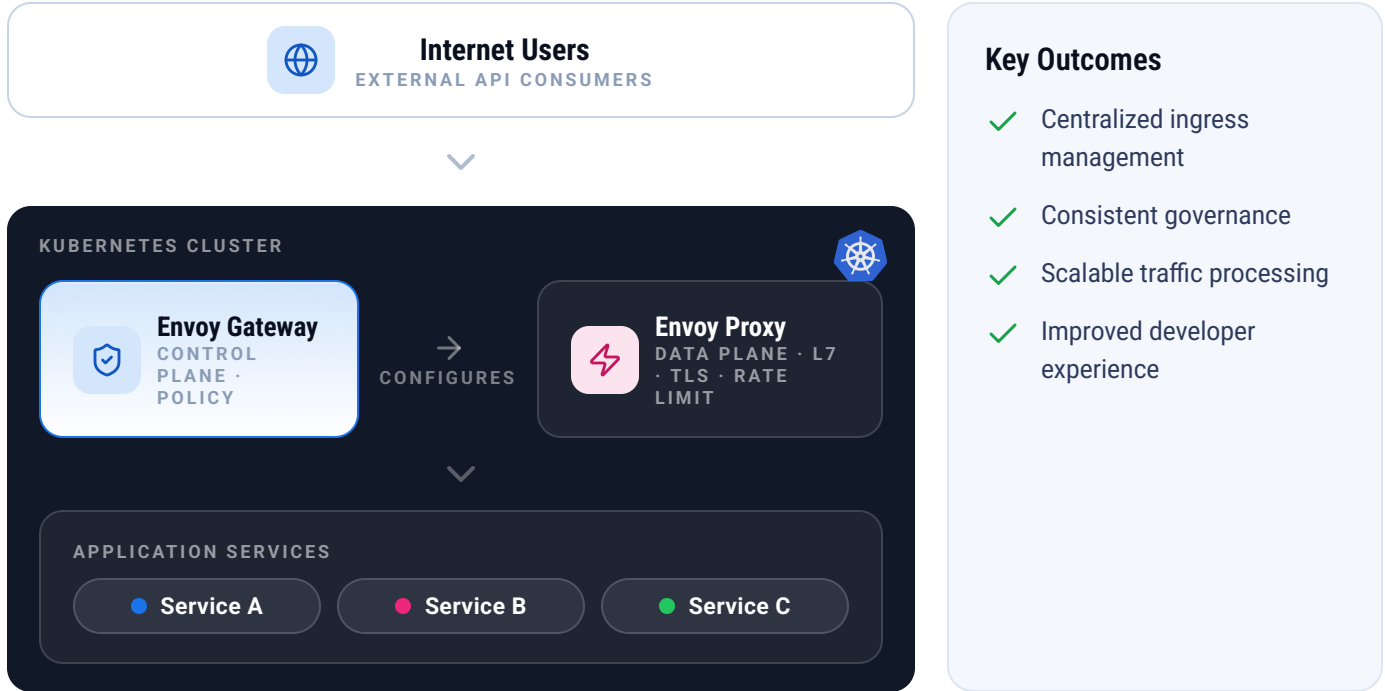 Internet Users
EXTERNAL API CONSUMERS
KUBERNETES CLUSTER
Envoy Gateway
CONTROL
PLANE ·
POLICY
CONFIGURES
Envoy Proxy
DATA PLANE · L7
· TLS · RATE
LIMIT
APPLICATION SERVICES
Service A
Service B
Service C
Key Outcomes
Centralized ingress
management
Consistent governance
Scalable traffic processing
Improved developer
experience